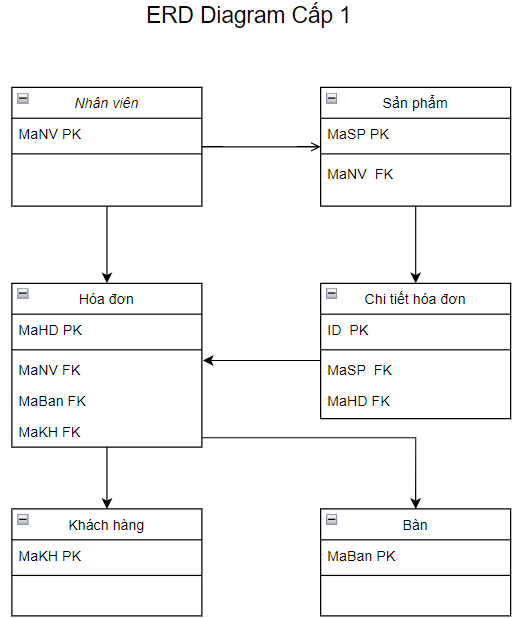 ERD Diagram Cấp 1
Nhân viên
MaNV PK
Sản phẩm
MaSP PK
MaNV FK
Hóa đơn
MaHD PK
MaNV FK
MaBan FK
MaKH FK
Chi tiết hóa đơn
ID PK
MaSP FK
MaHD FK
Khách hàng
MaKH PK
Bàn
MaBan PK